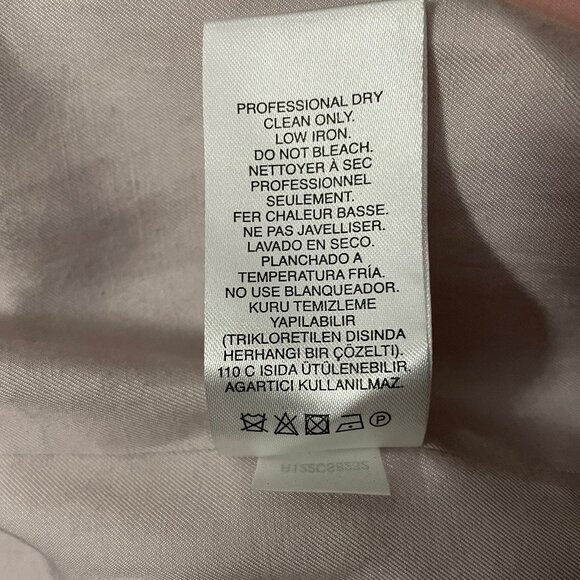 PROFESSIONAL DRY
CLEAN ONLY.
LOW IRON.
DO NOT BLEACH.
NETTOYER À SEC
PROFESSIONNEL
SEULEMENT.
FER CHALEUR BASSE.
NE PAS JAVELLISER.
LAVADO EN SECO.
PLANCHADO A
TEMPERATURA FRÍA.
NO USE BLANQUEADOR.
KURU TEMIZLEME
YAPILABILIR
(TRIKLORETILEN DISINDA
HERHANGI BIR ÇÖZELTI).
110 C ISIDA ÜTÜLENEBILIR.
AGARTICI KULLANILMAZ.
P